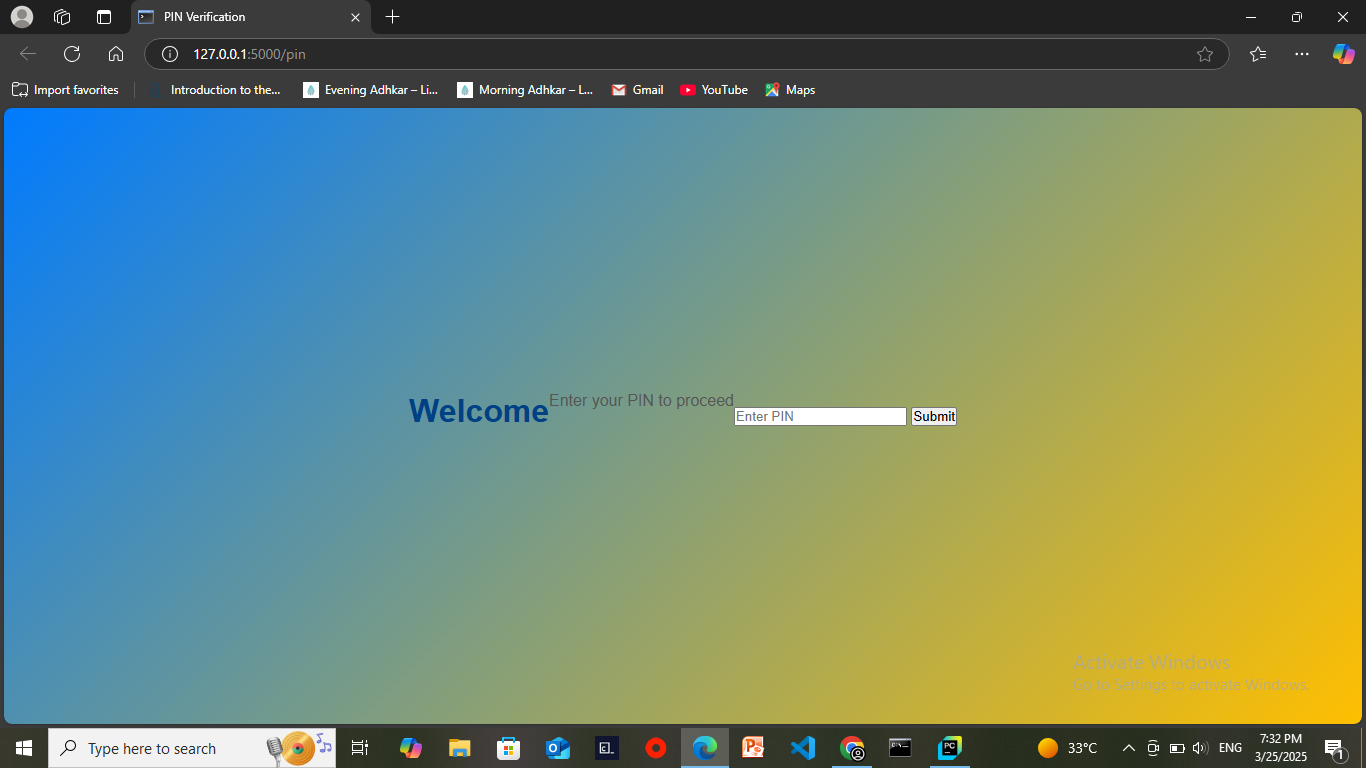 PIN Verification
127.0.0.1:5000/pin
Import favorites
Introduction to the...
Evening Adhkar – Li...
Morning Adhkar – L...
Gmail
YouTube
Maps
Welcome
Enter your PIN to proceed
Enter PIN
Submit
Activate Windows
Go to Settings to activate Windows.
Type here to search
33°C
ENG
7:32 PM
3/25/2025
1